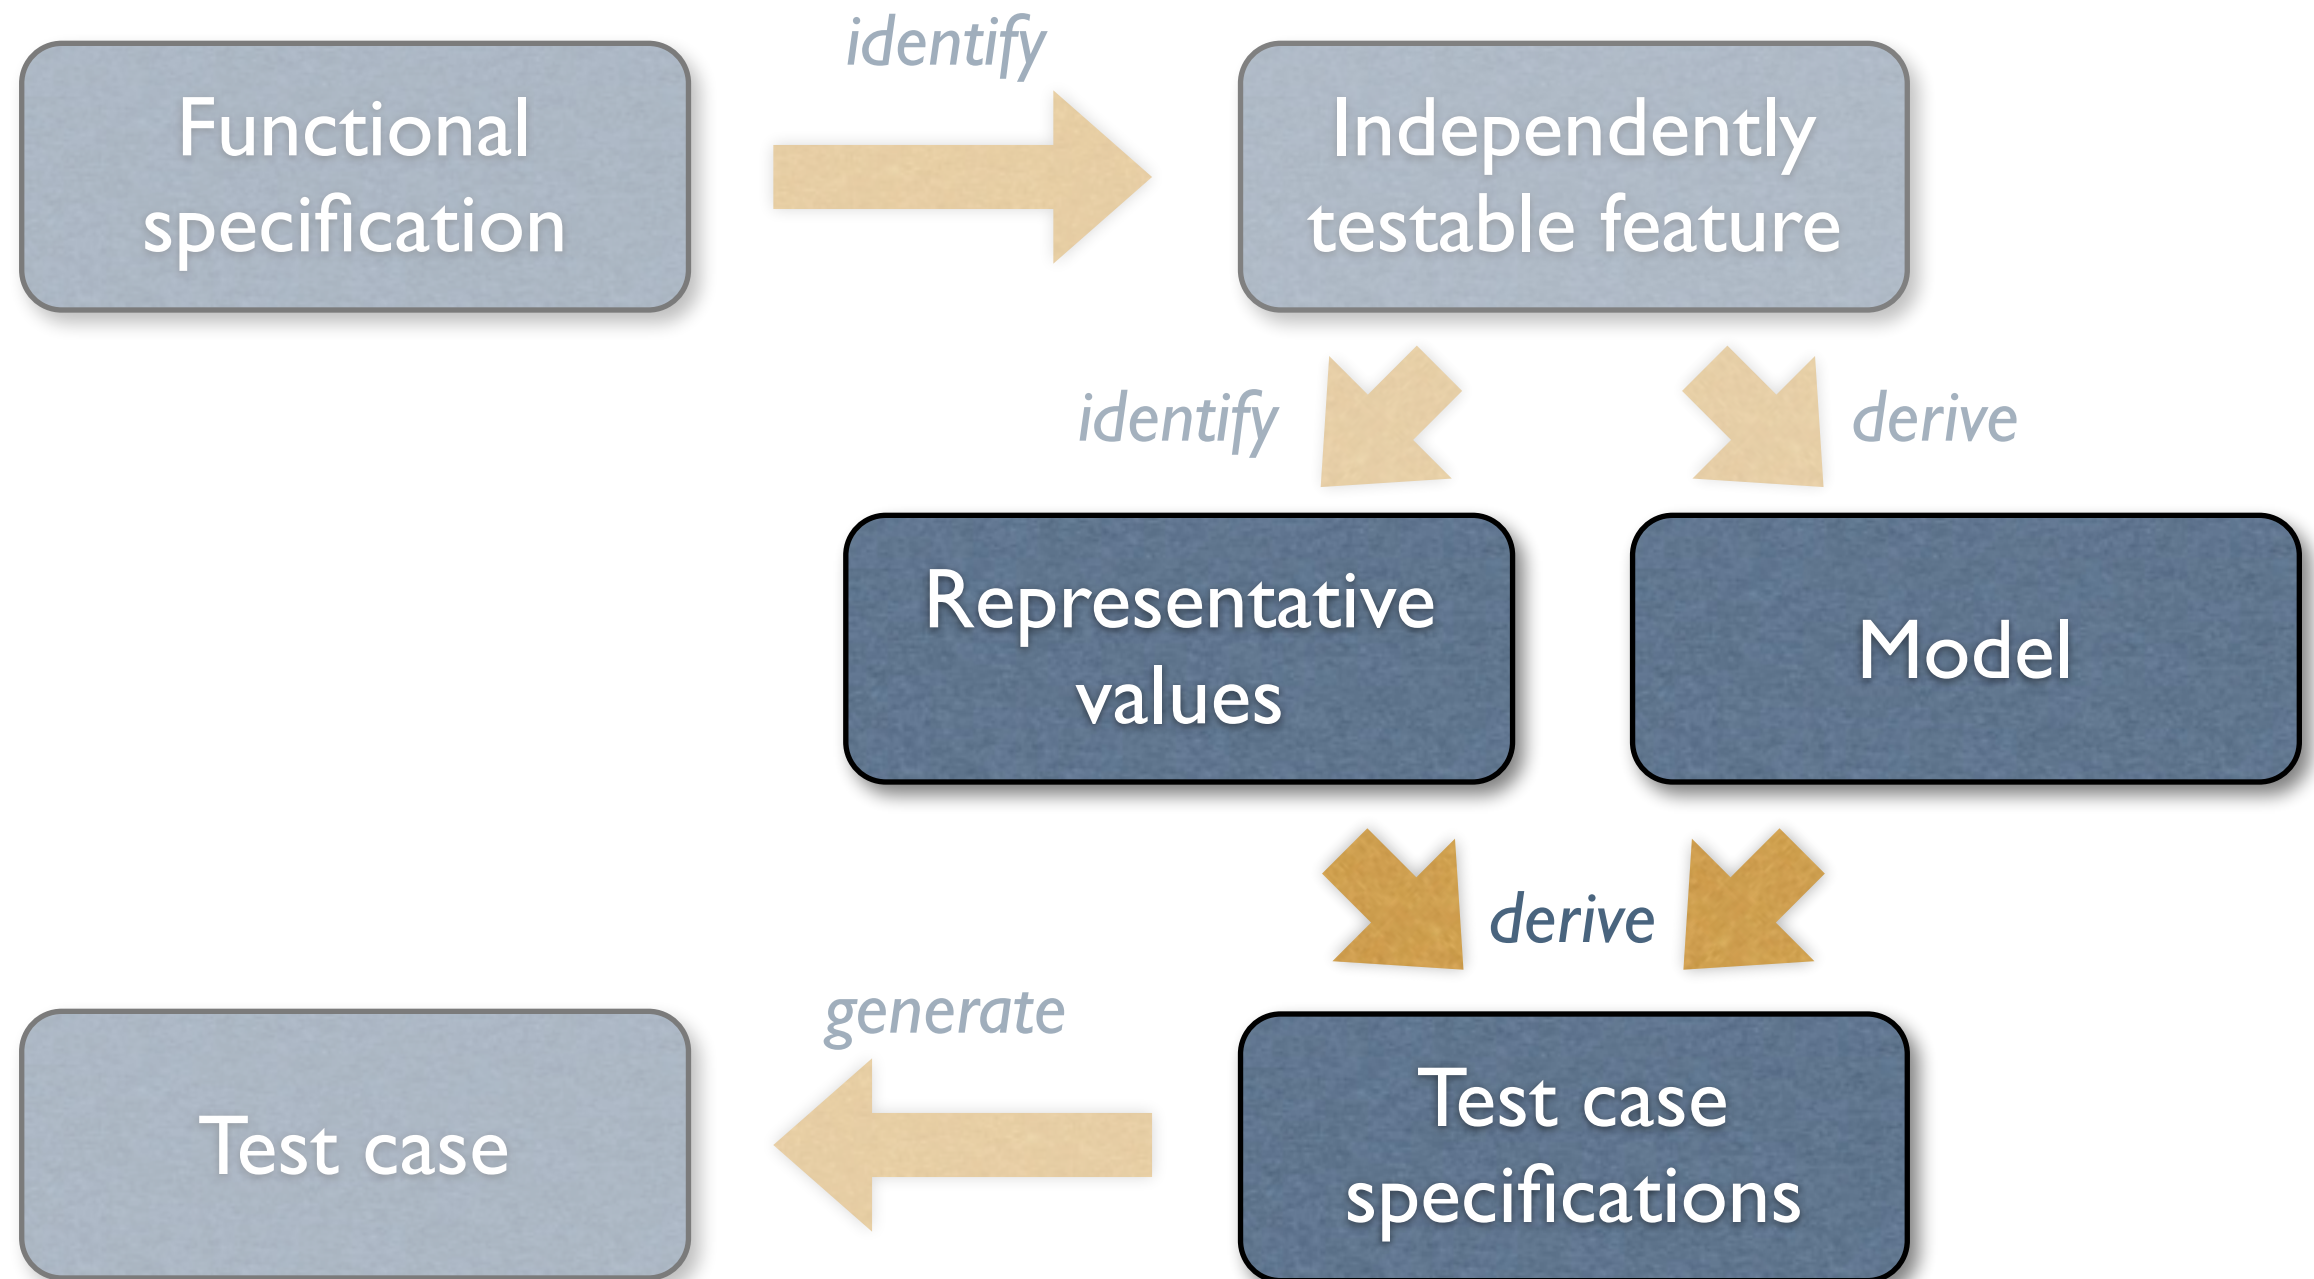 identify
Functional
specification
Independently
testable feature
identify
derive
Representative
values
Model
derive
generate
Test case
Test case
specifications